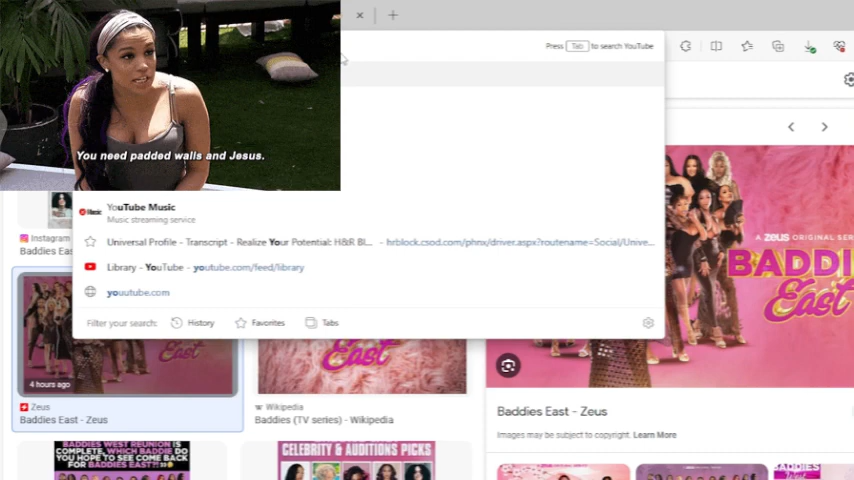 Press Tab to search YouTube
You need padded walls and Jesus.
Music
YouTube Music
Music streaming service
Universal Profile - Transcript - Realize Your Potential: H&R Bl... - hrblock.csod.com/phnx/driver.aspx?routename=Social/Unive...
Library - YouTube - youtube.com/feed/library
youutube.com
Filter your search: History Favorites Tabs
Instagram
Baddies Eas
A ZEUS ORIGINAL SER
BADDIE
East
East
East
4 hours ago
Zeus
Baddies East - Zeus
Wikipedia
Baddies (TV series) - Wikipedia
Baddies East - Zeus
Images may be subject to copyright. Learn More
BADDIES WEST REUNION IS
COMPLETE, WHICH BADDIE DO
YOU HOPE TO SEE COME BACK
FOR BADDIES EAST!!
CELEBRITY & AUDITIONS PICKS
BADDIES